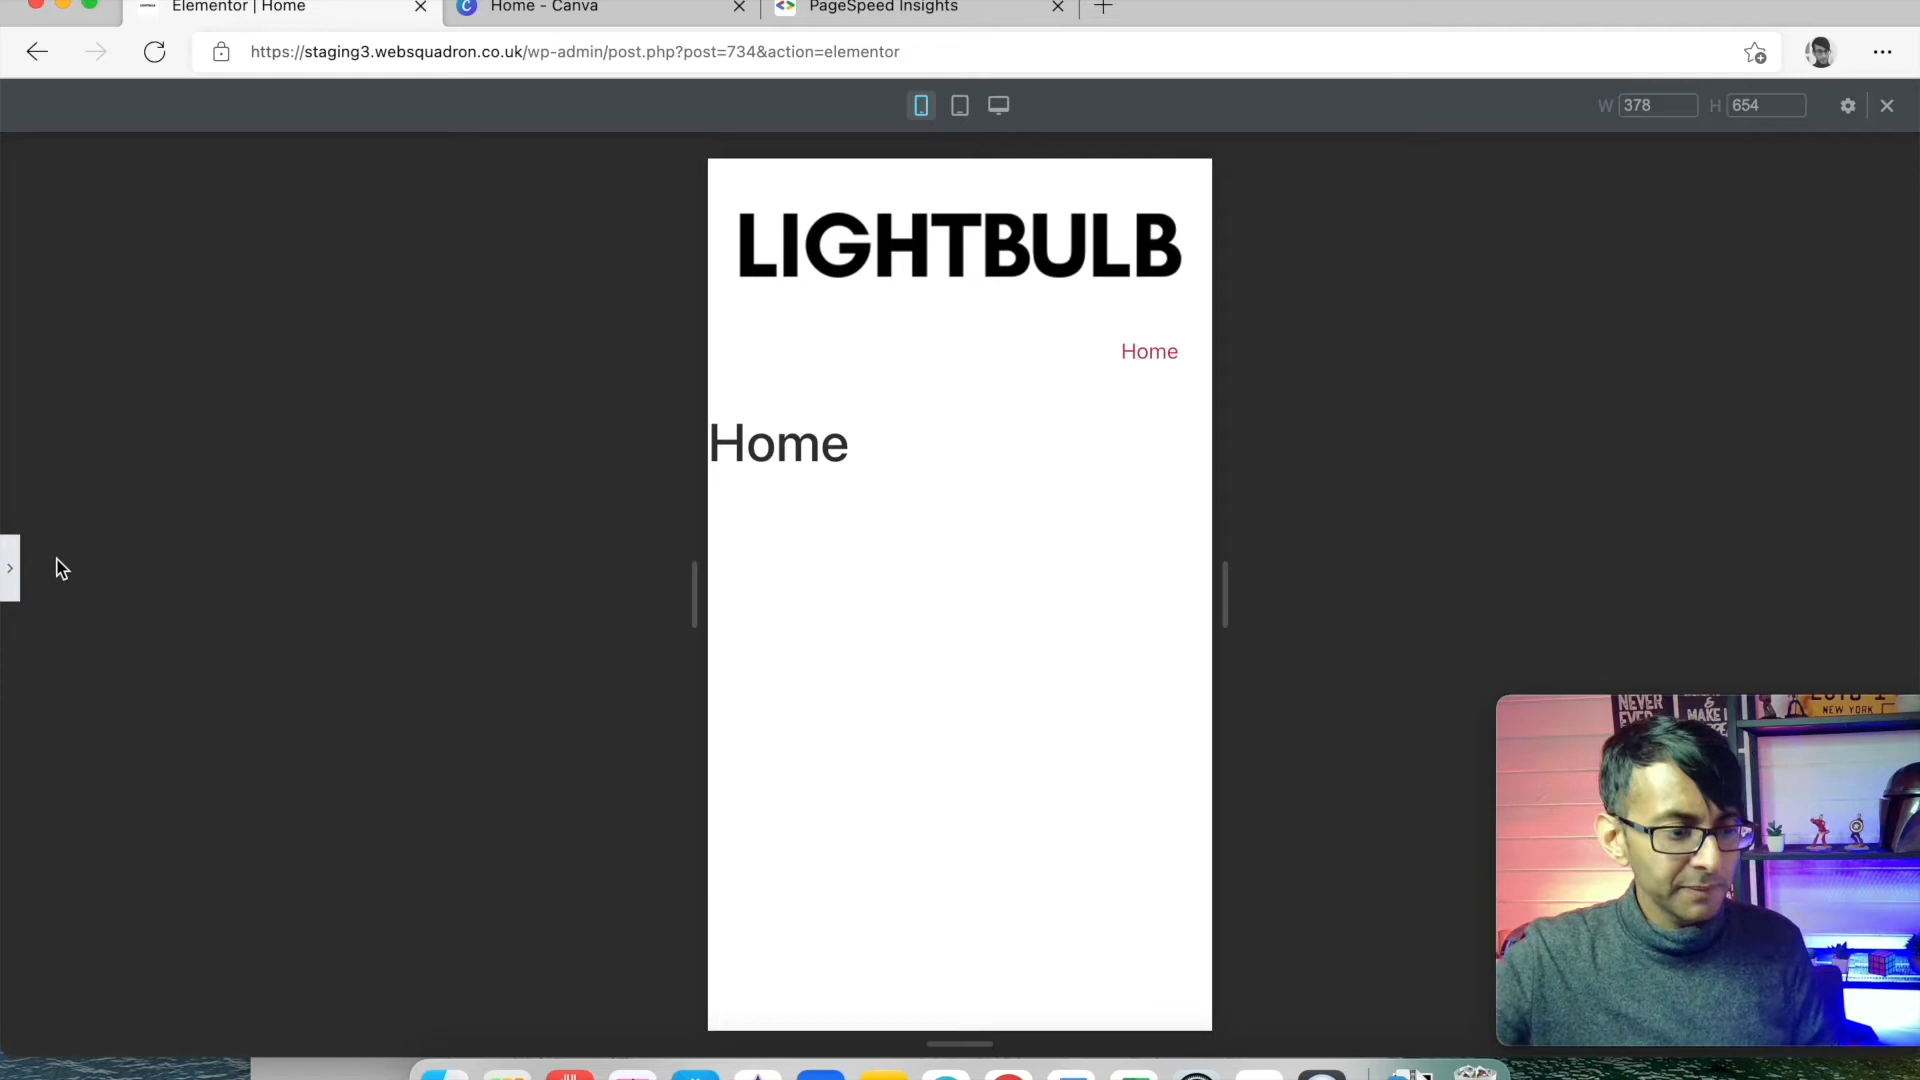 Elementor | Home
Home - Canva
PageSpeed Insights
https://staging3.websquadron.co.uk/wp-admin/post.php?post=734&action=elementor
W 378
H 654
LIGHTBULB
Home
Home
NEVER
EVER
& MAKE I
NEW YORK